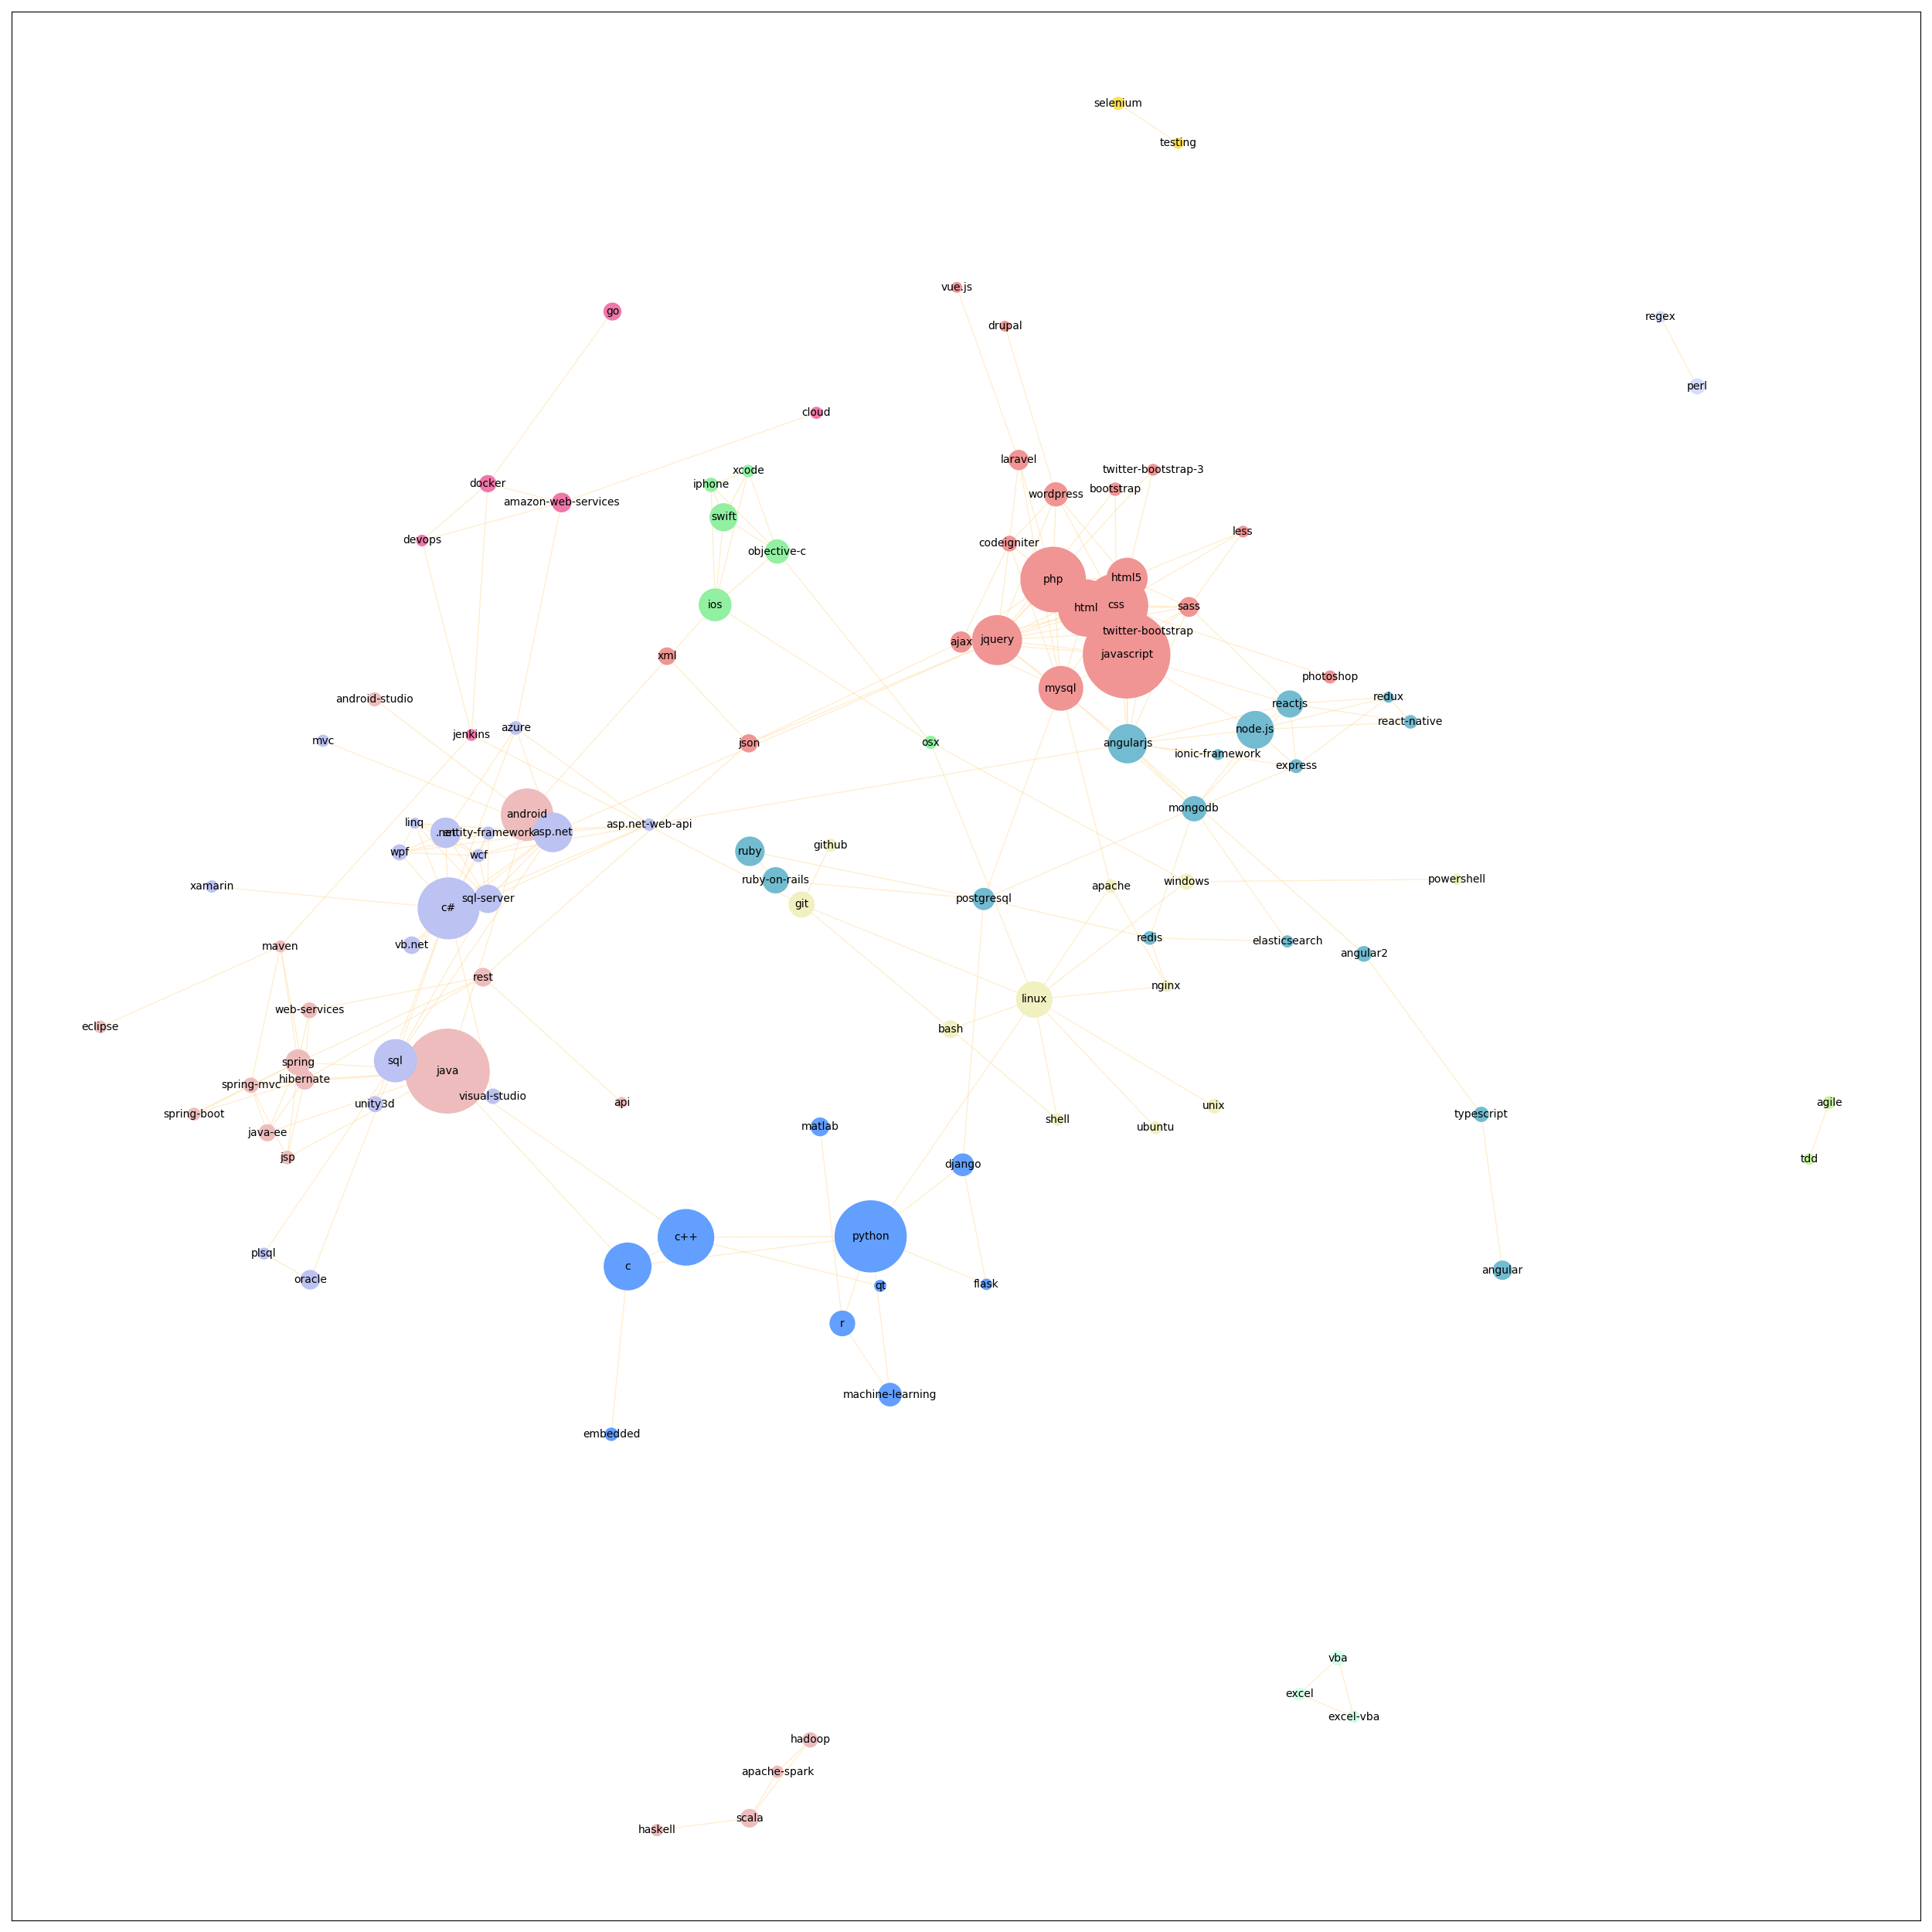 selenium
testing
vue.js
go
regex
drupal
perl
cloud
laravel
twitter-bootstrap-3
xcode
docker
iphone
bootstrap
wordpress
amazon-web-services
swift
less
devops
codeigniter
objective-c
html5
php
ios
css
sass
html
twitter-bootstrap
jquery
ajax
javascript
xml
photoshop
mysql
redux
android-studio
reactjs
react-native
azure
node.js
jenkins
mvc
json
osx
angularjs
ionic-framework
express
mongodb
android
linq
asp.net-web-api
.net
entity-framework
asp.net
github
wpf
wcf
ruby
powershell
ruby-on-rails
windows
xamarin
apache
sql-server
postgresql
git
c#
redis
elasticsearch
vb.net
maven
angular2
rest
nginx
linux
web-services
eclipse
bash
sql
spring
java
hibernate
spring-mvc
visual-studio
api
agile
unity3d
unix
spring-boot
typescript
shell
matlab
ubuntu
java-ee
jsp
tdd
django
python
c++
plsql
c
angular
oracle
flask
qt
r
machine-learning
embedded
vba
excel
excel-vba
hadoop
apache-spark
scala
haskell